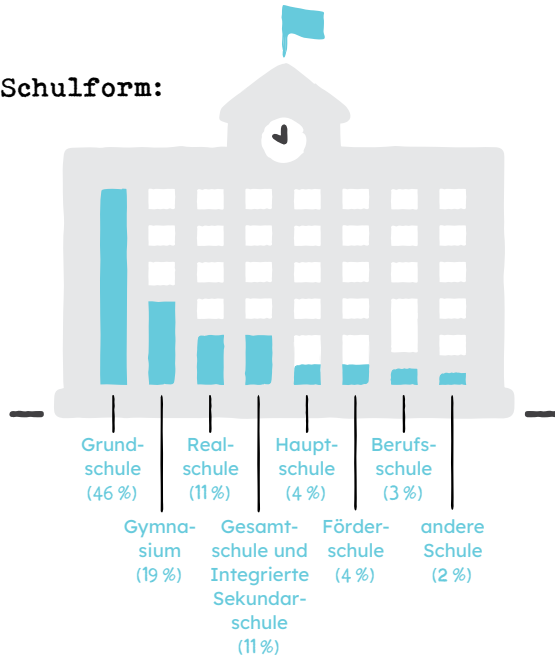 Schulform:
Grund-
schule
(46 %)
Gymna-
sium
(19 %)
Real-
schule
(11 %)
Gesamt-
schule und
Integrierte
Sekundar-
schule
(11 %)
Haupt-
schule
(4 %)
Förder-
schule
(4 %)
Berufs-
schule
(3 %)
andere
Schule
(2 %)